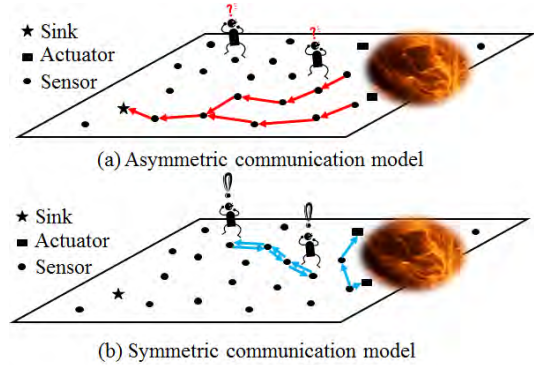 ? ?
Sink
Actuator
Sensor
(a) Asymmetric communication model
! !
Sink
Actuator
Sensor
(b) Symmetric communication model